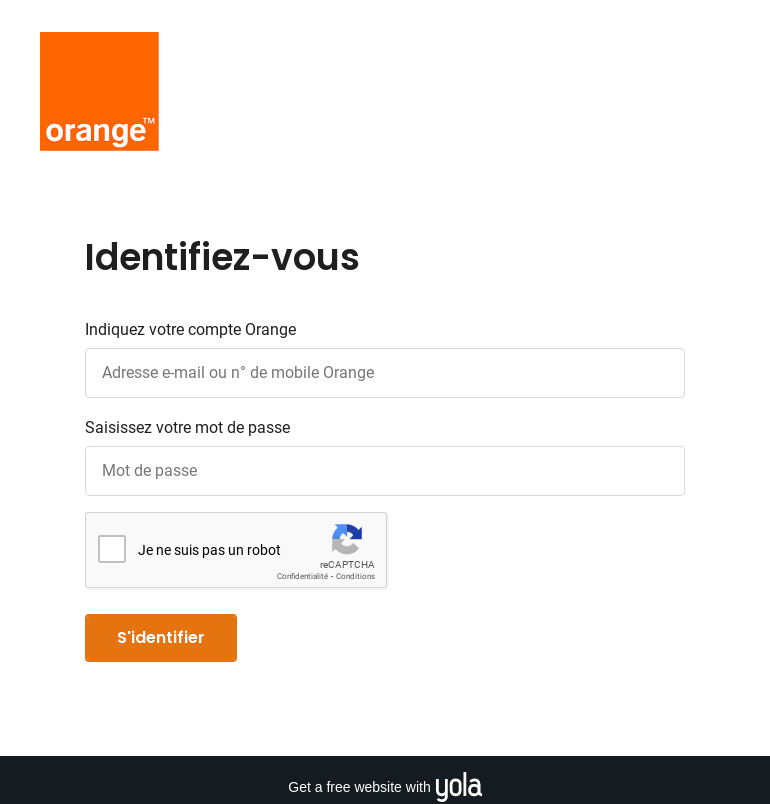 orange™
Identifiez-vous
Indiquez votre compte Orange
Adresse e-mail ou n° de mobile Orange
Saisissez votre mot de passe
Mot de passe
Je ne suis pas un robot
reCAPTCHA
Confidentialité - Conditions
S'identifier
Get a free website with yola